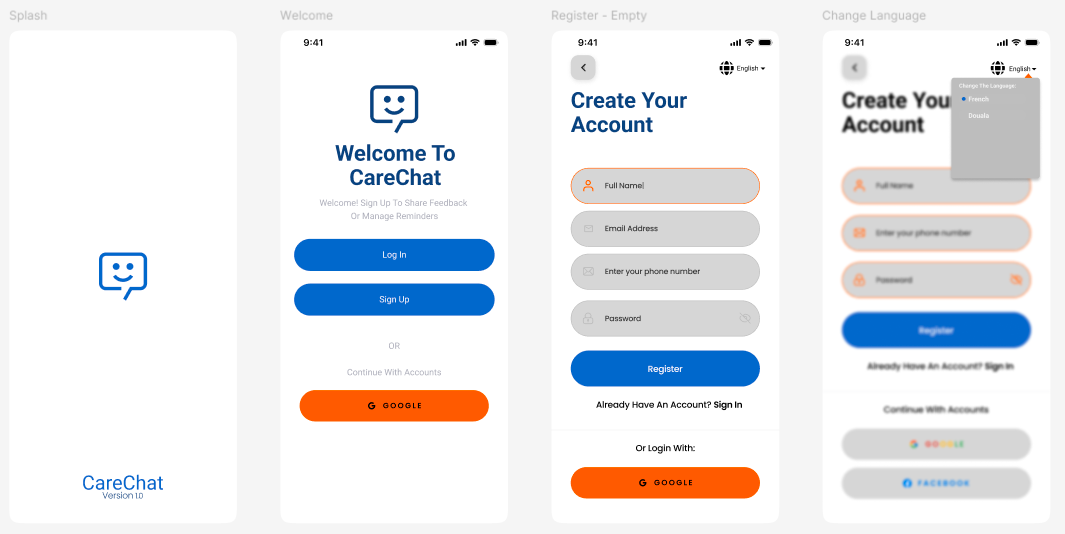 Splash
CareChat
Version 1.0
Welcome
9:41
Welcome To
CareChat
Welcome! Sign Up To Share Feedback
Or Manage Reminders
Log In
Sign Up
OR
Continue With Accounts
GOOGLE
Register - Empty
9:41
English
Create Your
Account
Full Name
Email Address
Enter your phone number
Password
Register
Already Have An Account? Sign In
Or Login With:
GOOGLE
Change Language
9:41
English
Change The Language:
French
Douala
Create You
Account
Full Name
Enter your phone number
Password
Register
Already Have An Account? Sign In
Continue With Accounts
GOOGLE
FACEBOOK